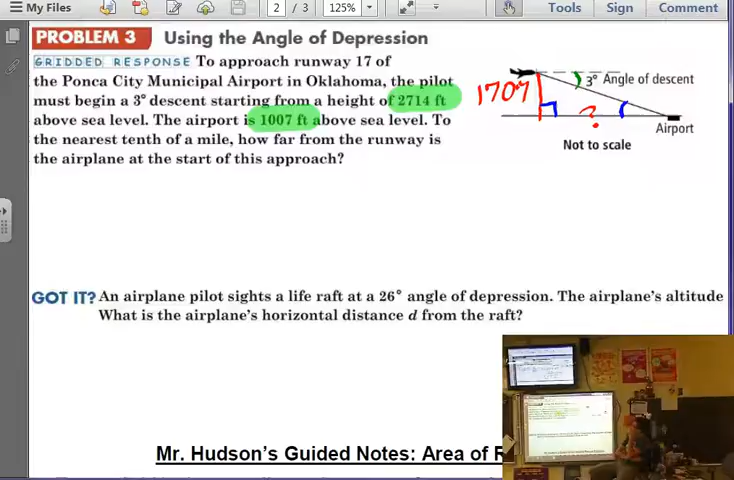 My Files
2 / 3
125%
Tools
Sign
Comment
PROBLEM 3 Using the Angle of Depression
GRIDDED RESPONSE To approach runway 17 of
the Ponca City Municipal Airport in Oklahoma, the pilot
must begin a 3° descent starting from a height of 2714 ft
above sea level. The airport is 1007 ft above sea level. To
the nearest tenth of a mile, how far from the runway is
the airplane at the start of this approach?
3° Angle of descent
1707
?
Airport
Not to scale
GOT IT? An airplane pilot sights a life raft at a 26° angle of depression. The airplane's altitude
What is the airplane's horizontal distance d from the raft?
Mr. Hudson's Guided Notes: Area of R